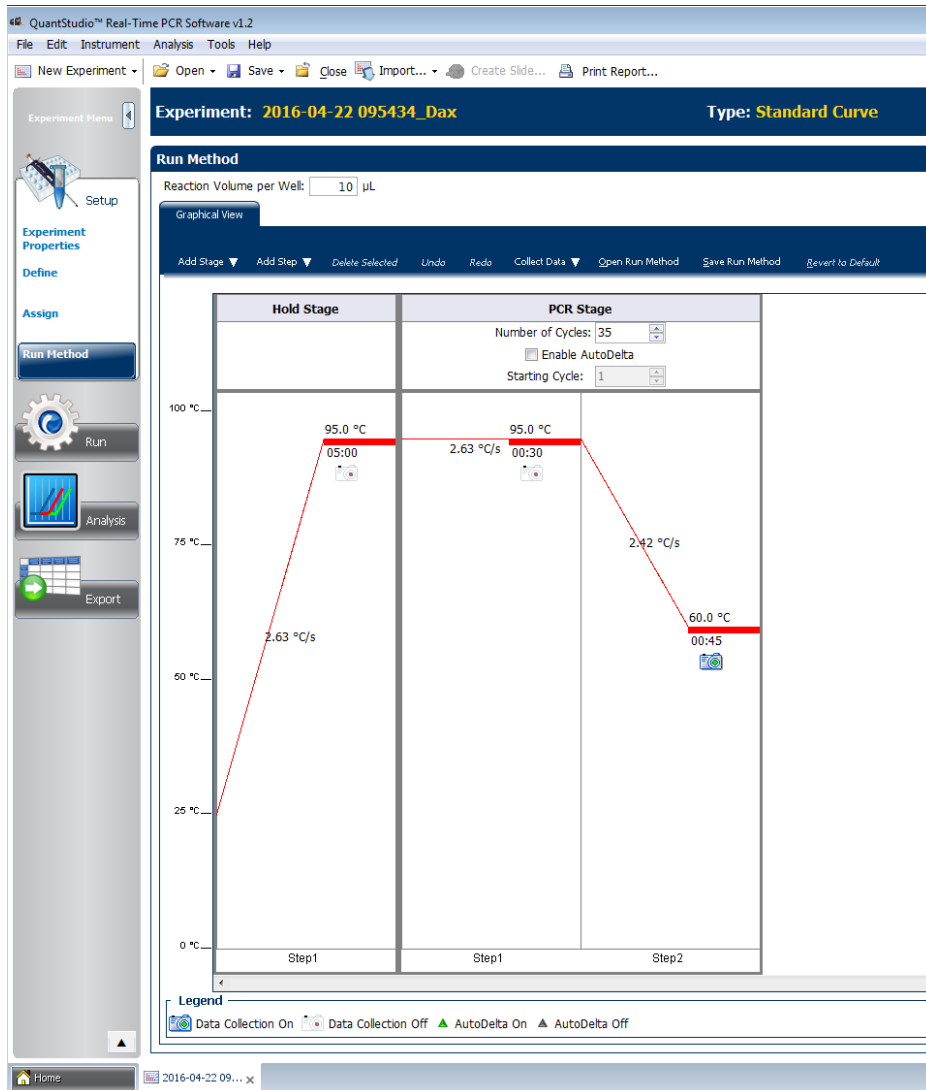 QuantStudio™ Real-Time PCR Software v1.2
File Edit Instrument Analysis Tools Help
New Experiment Open Save Close Import... Create Slide... Print Report...
Experiment Menu
Experiment: 2016-04-22 095434_Dax Type: Standard Curve
Setup
Experiment
Properties
Define
Assign
Run Method
Run
Analysis
Export
Run Method
Reaction Volume per Well: 10 µL
Graphical View
Add Stage Add Step Delete Selected Undo Redo Collect Data Open Run Method Save Run Method Revert to Default
Hold Stage PCR Stage
Number of Cycles: 35
Enable AutoDelta
Starting Cycle: 1
100 °C
95.0 °C 95.0 °C
05:00 2.63 °C/s 00:30
75 °C 2.42 °C/s
60.0 °C
2.63 °C/s 00:45
50 °C
25 °C
0 °C
Step1 Step1 Step2
Legend
Data Collection On Data Collection Off AutoDelta On AutoDelta Off
Home 2016-04-22 09... x